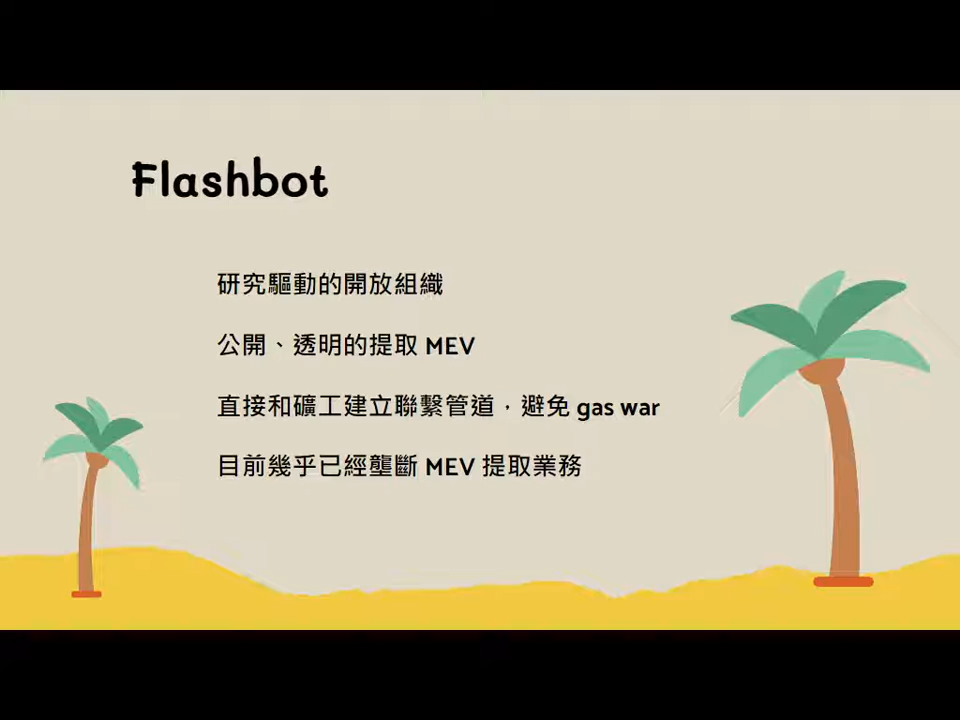 Flashbot
研究驅動的開放組織
公開、透明的提取 MEV
直接和礦工建立聯繫管道，避免 gas war
目前幾乎已經壟斷 MEV 提取業務